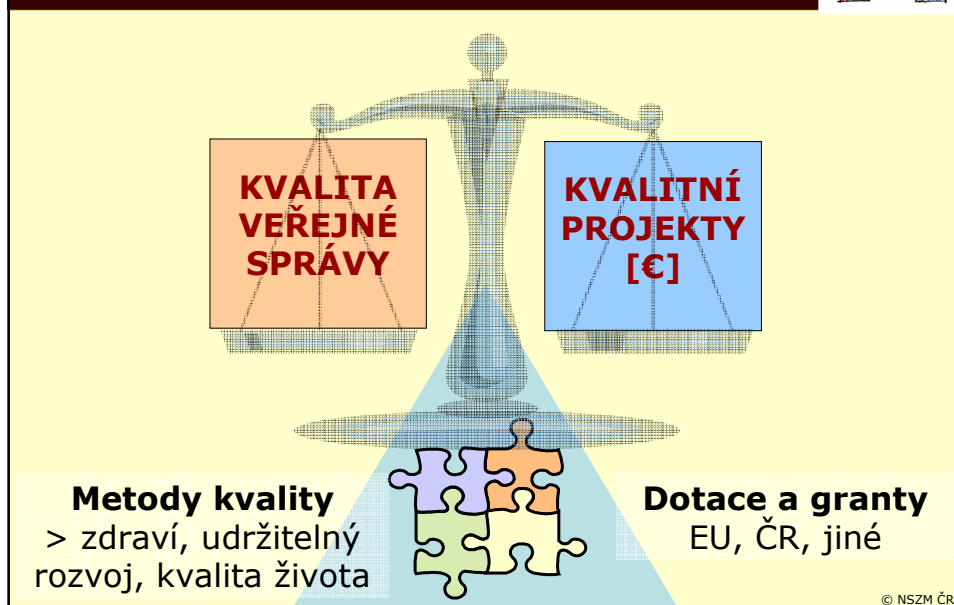 KVALITA
VEŘEJNÉ
SPRÁVY
KVALITNÍ
PROJEKTY
[€]
Metody kvality
> zdraví, udržitelný
rozvoj, kvalita života
Dotace a granty
EU, ČR, jiné
© NSZM ČR